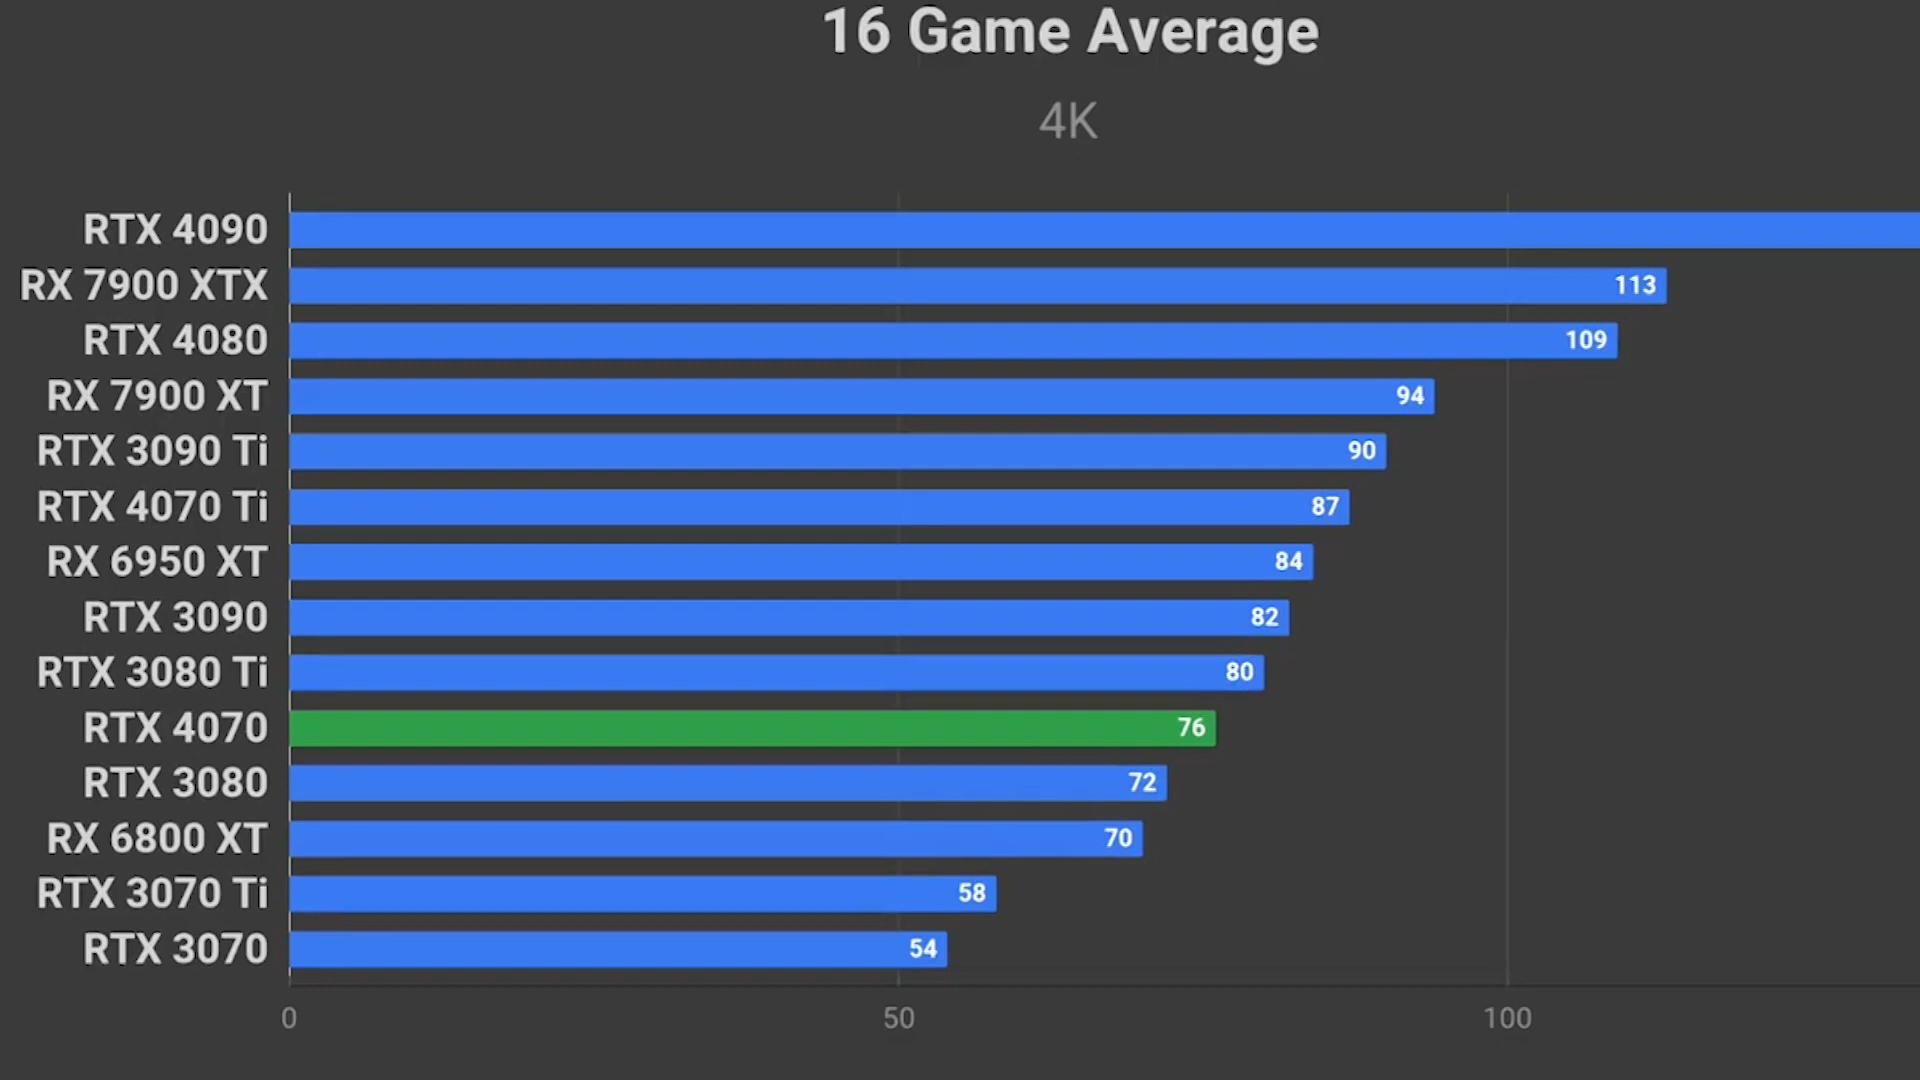 16 Game Average
4K
RTX 4090
RX 7900 XTX 113
RTX 4080 109
RX 7900 XT 94
RTX 3090 Ti 90
RTX 4070 Ti 87
RX 6950 XT 84
RTX 3090 82
RTX 3080 Ti 80
RTX 4070 76
RTX 3080 72
RX 6800 XT 70
RTX 3070 Ti 58
RTX 3070 54
0 50 100